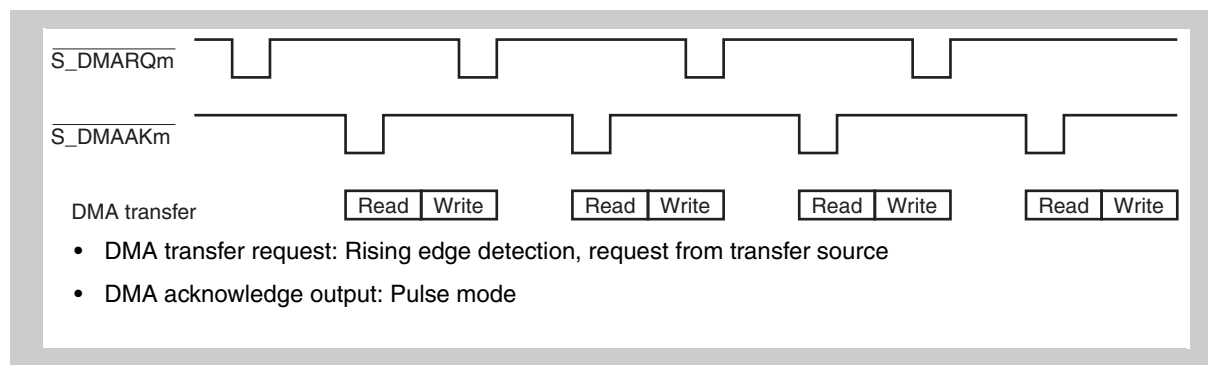 S_DMARQm
S_DMAAKm
DMA transfer Read Write Read Write Read Write Read Write
• DMA transfer request: Rising edge detection, request from transfer source
• DMA acknowledge output: Pulse mode